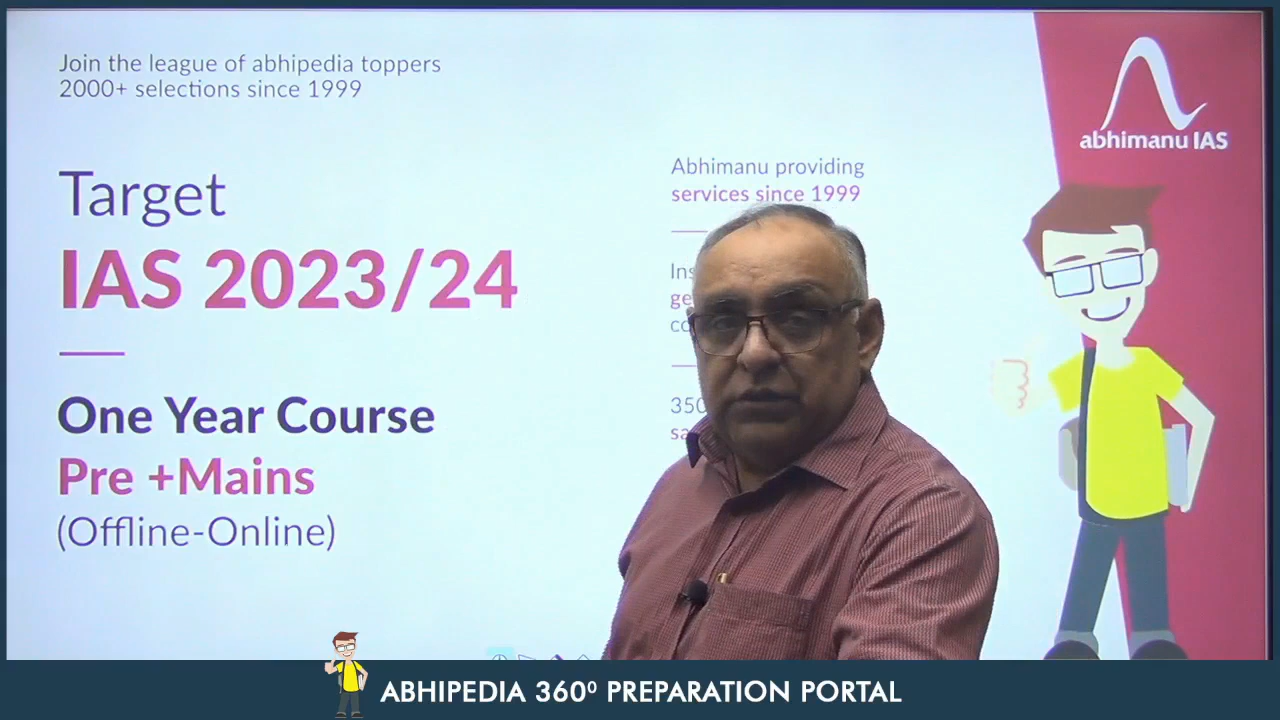 Join the league of abhipedia toppers
2000+ selections since 1999
abhimanu IAS
Target
IAS 2023/24
One Year Course
Pre +Mains
(Offline-Online)
Abhimanu providing
services since 1999
350
ABHIPEDIA 360⁰ PREPARATION PORTAL